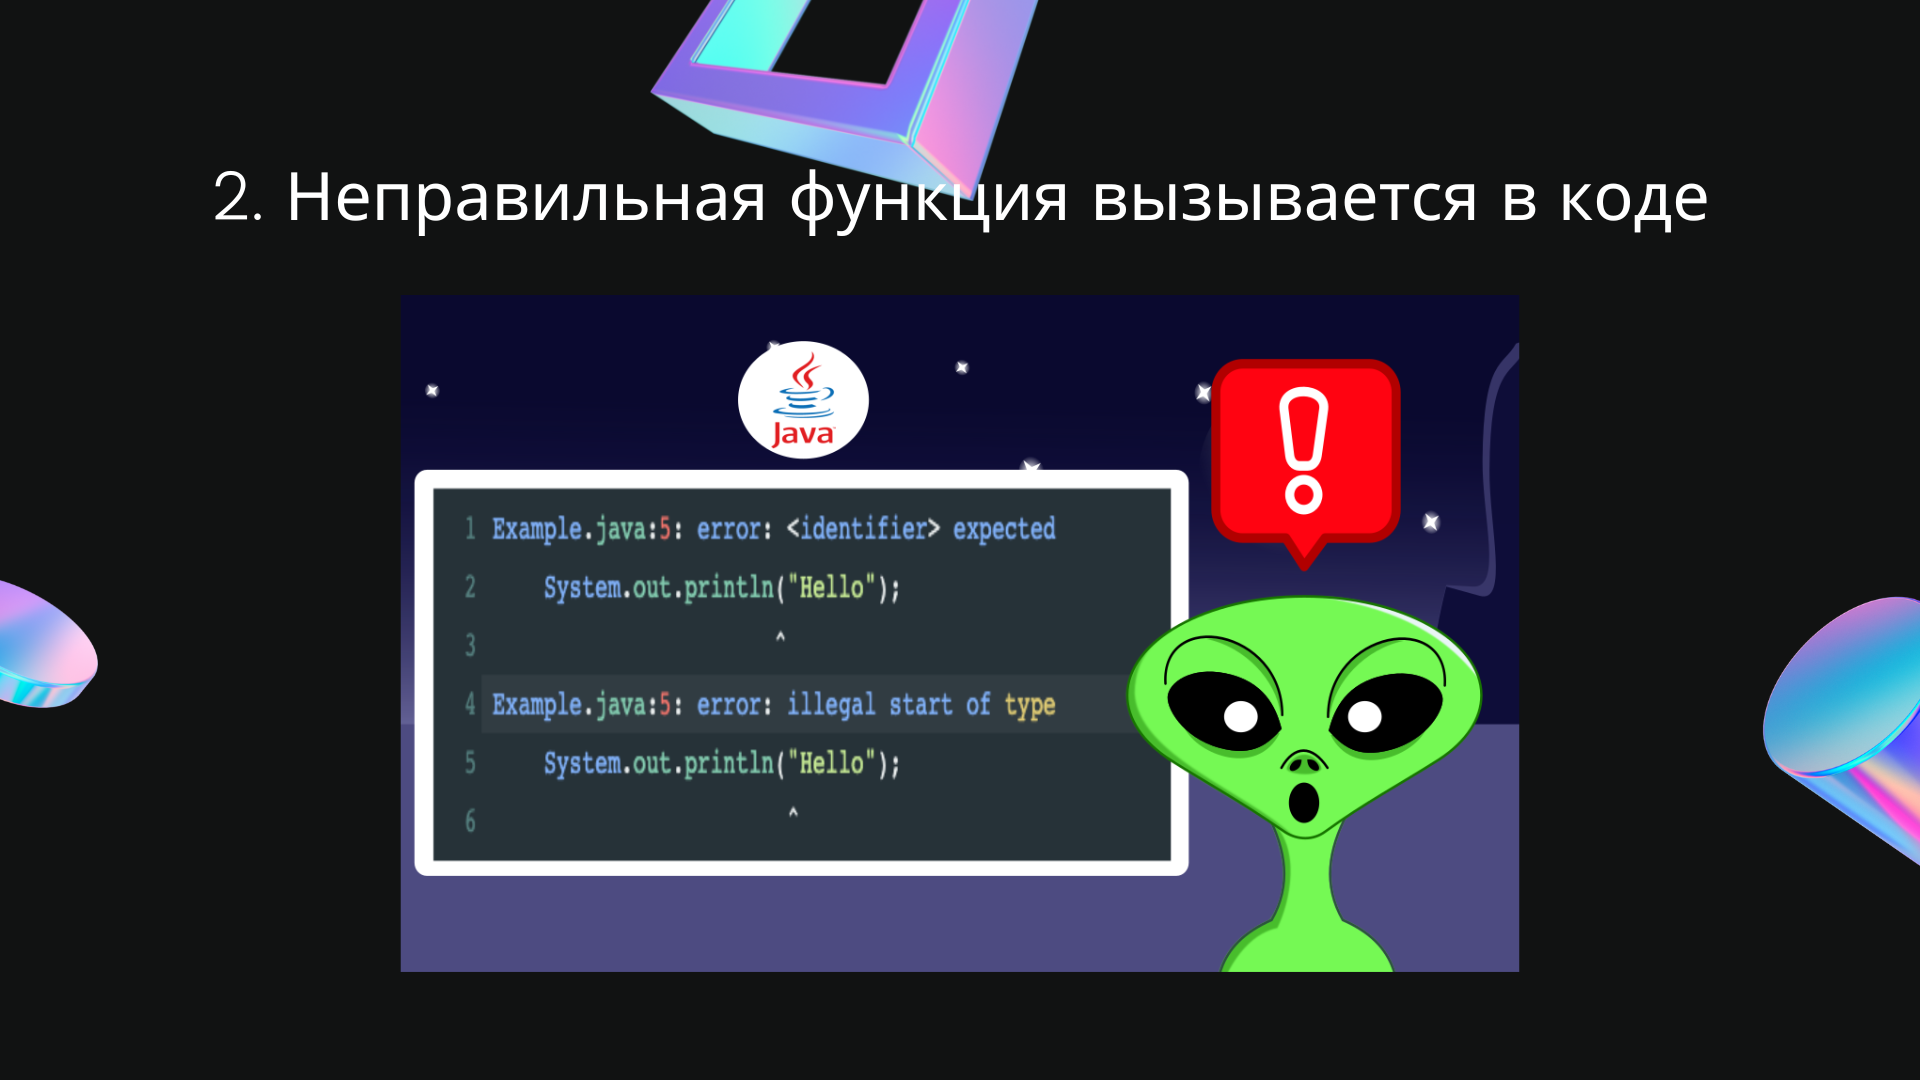 2. Неправильная функция вызывается в коде
Java
1 Example.java:5: error: <identifier> expected
2 System.out.println("Hello");
3 ^
4 Example.java:5: error: illegal start of type
5 System.out.println("Hello");
6 ^